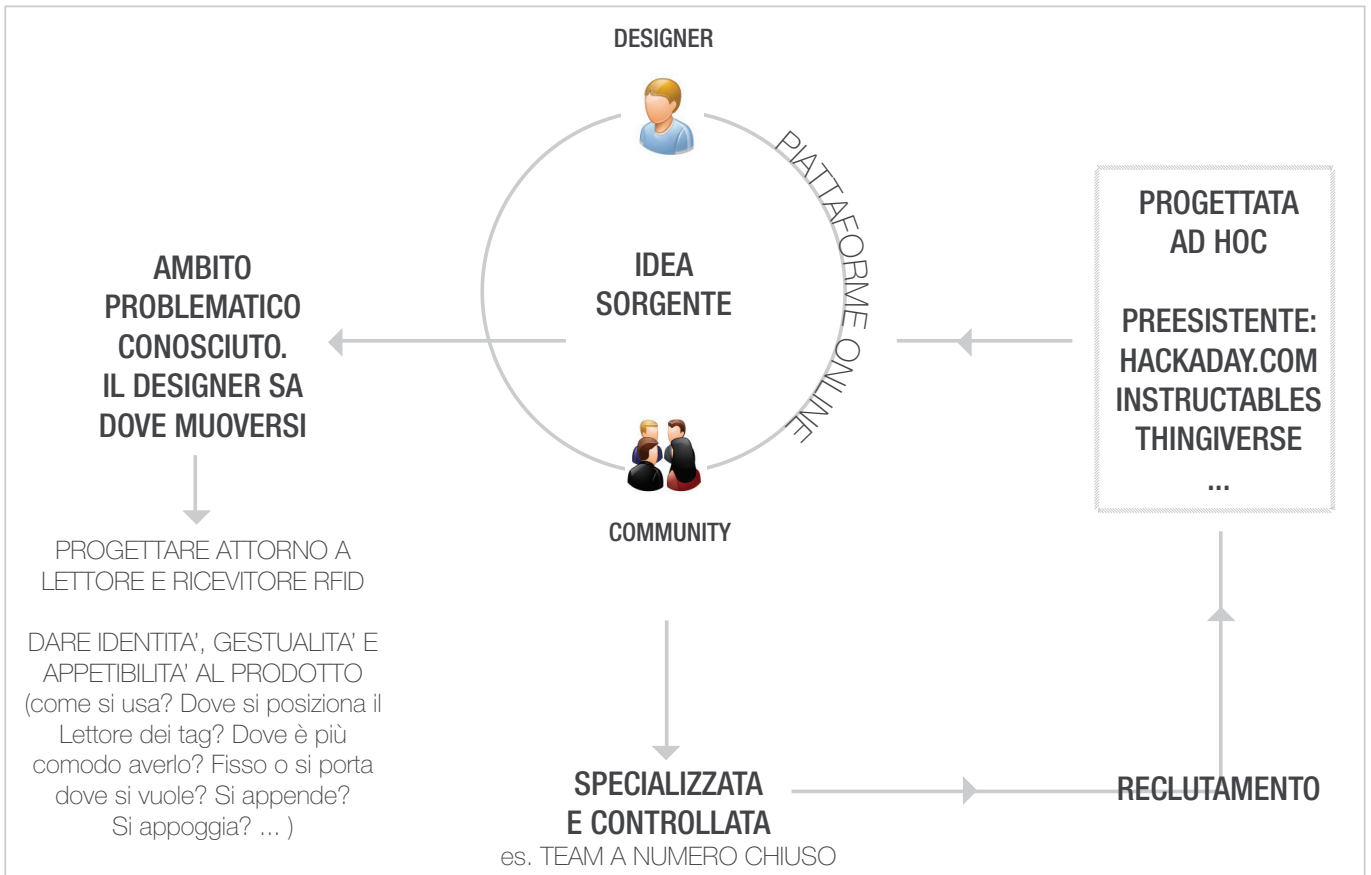 DESIGNER
PIATTAFORME ONLINE
IDEA
SORGENTE
COMMUNITY
AMBITO
PROBLEMATICO
CONOSCIUTO.
IL DESIGNER SA
DOVE MUOVERSI
PROGETTARE ATTORNO A
LETTORE E RICEVITORE RFID
DARE IDENTITA’, GESTUALITA’ E
APPETIBILITA’ AL PRODOTTO
(come si usa? Dove si posiziona il
Lettore dei tag? Dove è più
comodo averlo? Fisso o si porta
dove si vuole? Si appende?
Si appoggia? ... )
SPECIALIZZATA
E CONTROLLATA
es. TEAM A NUMERO CHIUSO
RECLUTAMENTO
PROGETTATA
AD HOC
PREESISTENTE:
HACKADAY.COM
INSTRUCTABLES
THINGIVERSE
...